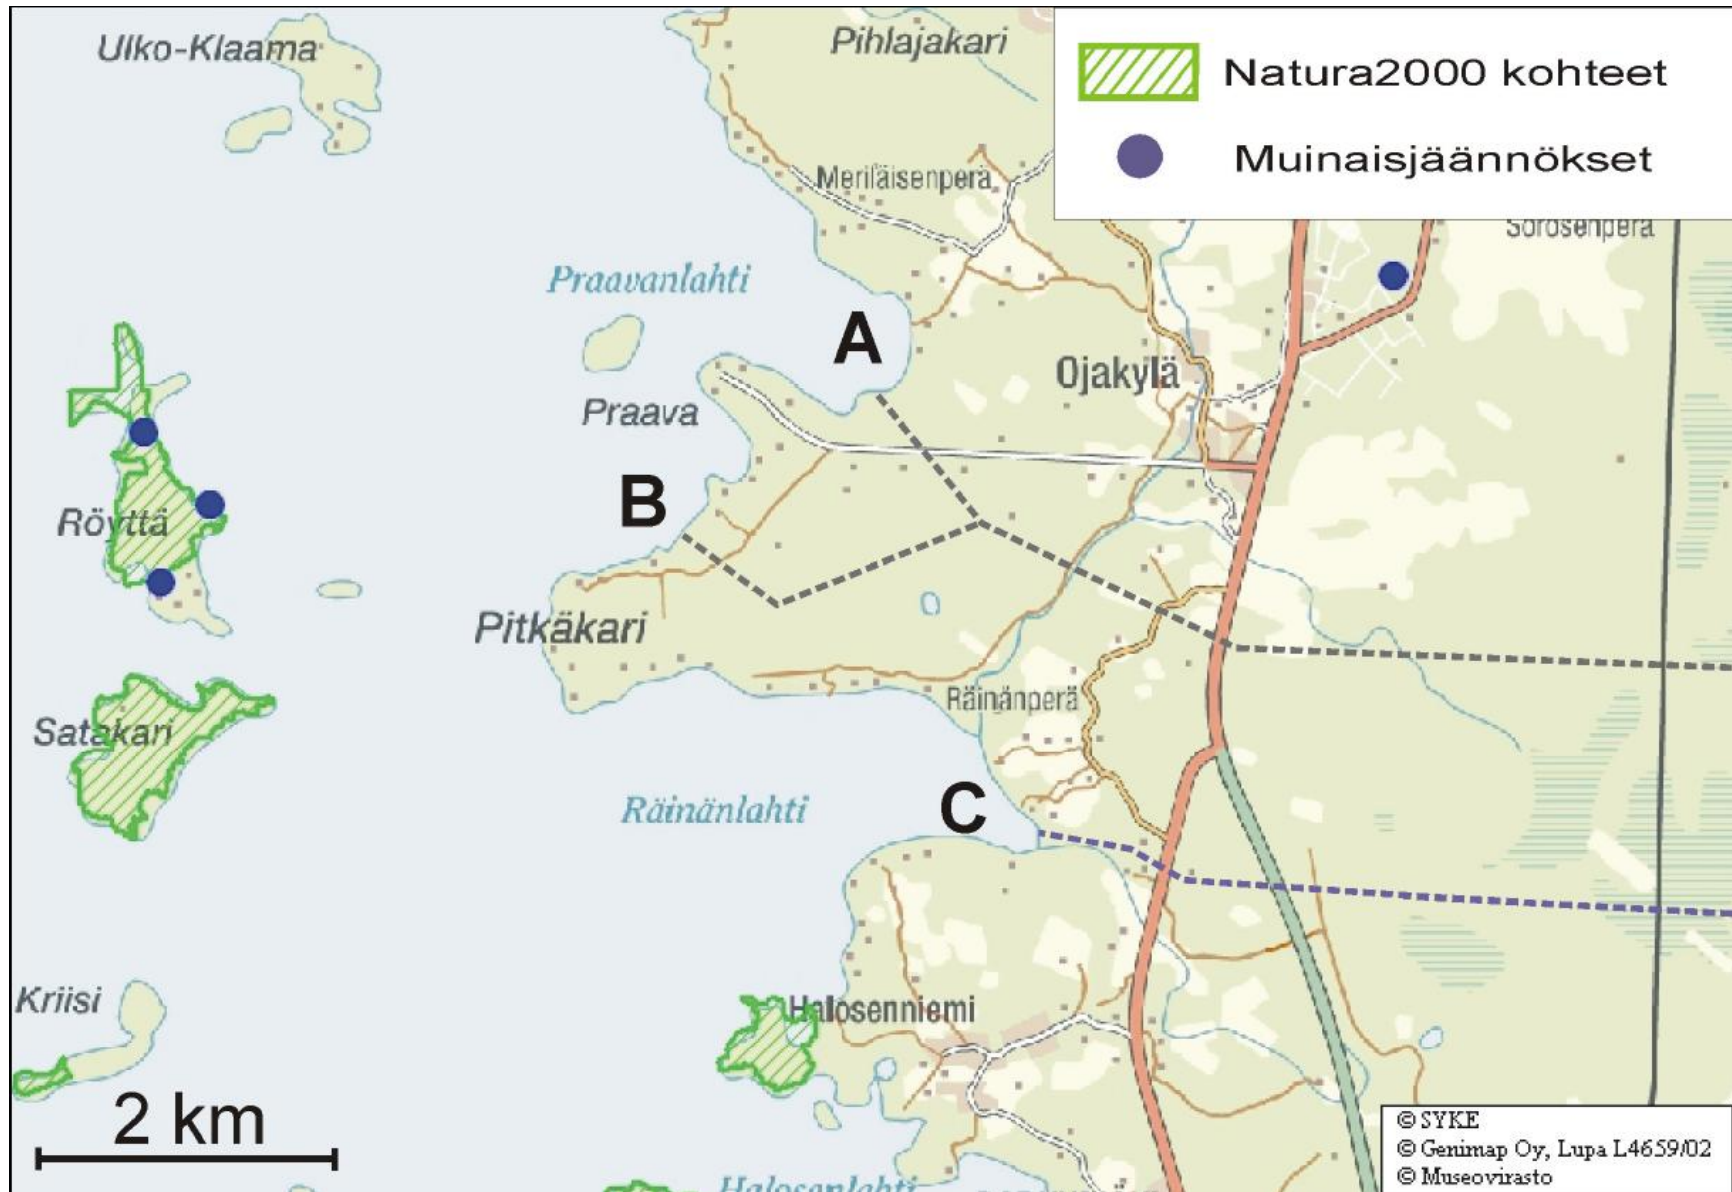 Ulko-Klaama
Pihlajakari
Natura2000 kohteet
Muinaisjäännökset
Meriläisenperä
Sorosenperä
Praavanlahti
A
Ojakylä
Praava
B
Röyttä
Pitkäkari
Räinänperä
Satakari
Räinänlahti
C
Kriisi
Halosenniemi
2 km
© SYKE
© Genimap Oy, Lupa L4659/02
© Museovirasto
Halosenlahti